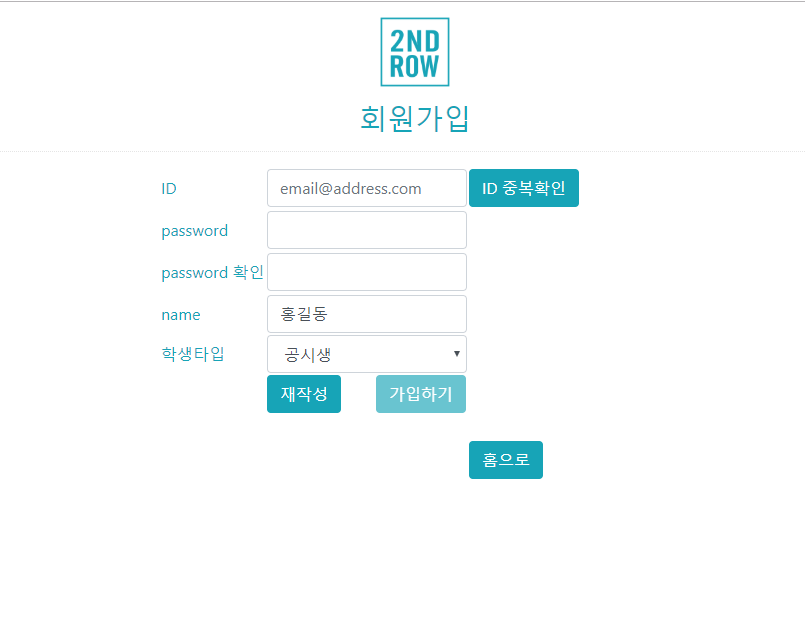 2ND
ROW
회원가입
ID email@address.com ID 중복확인
password
password 확인
name 홍길동
학생타입 공시생
재작성 가입하기
홈으로